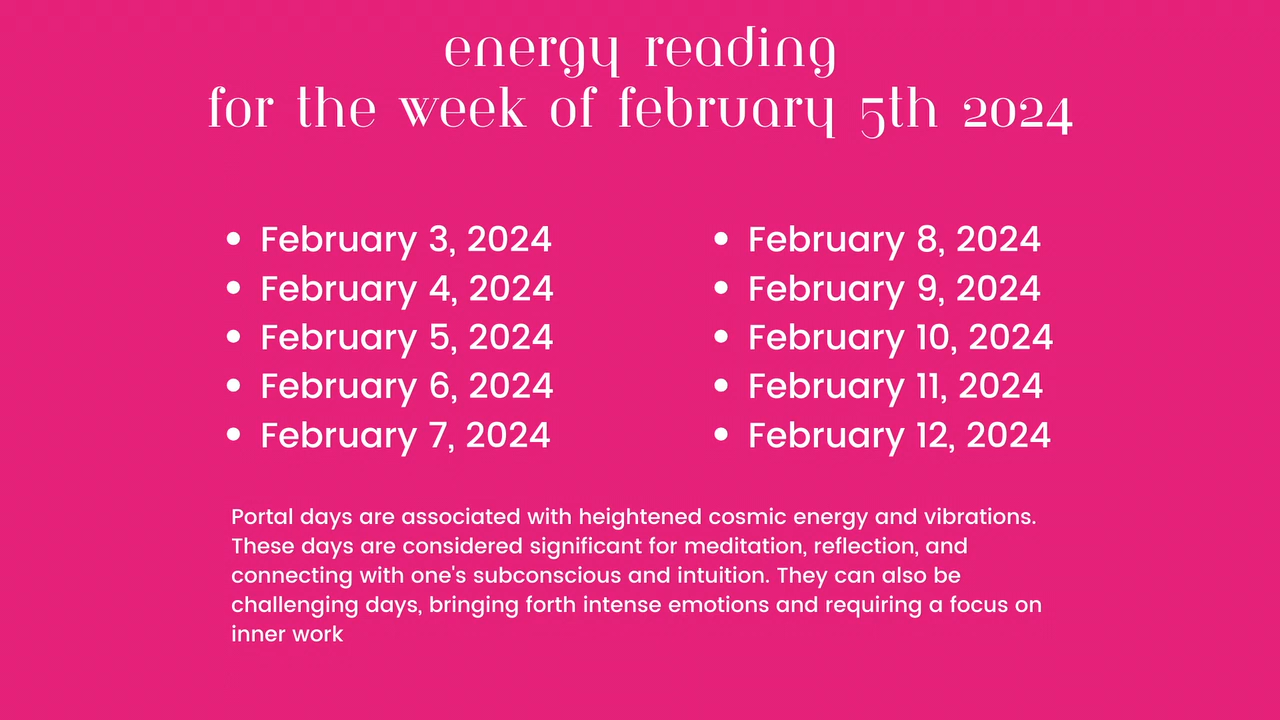 energy reading
for the week of february 5th 2024
• February 3, 2024
• February 4, 2024
• February 5, 2024
• February 6, 2024
• February 7, 2024
• February 8, 2024
• February 9, 2024
• February 10, 2024
• February 11, 2024
• February 12, 2024
Portal days are associated with heightened cosmic energy and vibrations.
These days are considered significant for meditation, reflection, and
connecting with one's subconscious and intuition. They can also be
challenging days, bringing forth intense emotions and requiring a focus on
inner work